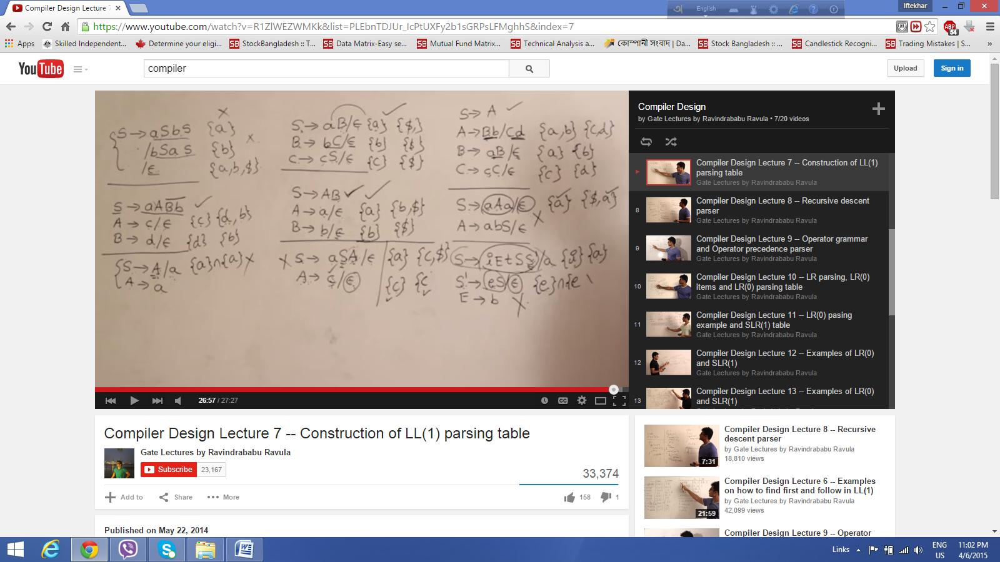 Compiler Design Lecture 7
English
Iftekhar
https://www.youtube.com/watch?v=R1ZlWEZWMKk&list=PLEbnTDJUr_IcPtUXFy2b1sGRPsLFMghhS&index=7
ABP
54
Apps
Skilled Independent...
Determine your eligi...
SB StockBangladesh :: T...
SB Data Matrix-Easy se...
SB Mutual Fund Matrix...
SB Technical Analysis a...
কোম্পানী সংবাদ | Da...
SB Stock Bangladesh :: ...
SB Candlestick Recogni...
SB Trading Mistakes | S...
»
YouTube
compiler
Upload
Sign in
S → aSbS {a}
/bSaS {b}
/ε {a,b,$}
S → aABb
A → c/ε {c} {d,b}
B → d/ε {d} {b}
S → A/a {a}∩{a} X
A → a
S → aB/ε {a} {$}
B → bC/ε {b} {$}
C → cS/ε {c} {$}
S → AB
A → a/ε {a} {b,$}
B → b/ε {b} {$}
X S → aSA/ε {a} {c,$}
A → c/ε {c} {c
S → A
A → Bb/Cd {a,b} {c,d}
B → aB/ε {a} {b}
C → cC/ε {c} {d}
S → aAa/ε {a} {$,a}
A → abS/ε X
S → iEtSS'/a {i} {a}
S' → eS/ε {e}∩{e
E → b X
26:57 / 27:27
CC
Compiler Design
by Gate Lectures by Ravindrababu Ravula • 7/20 videos
Compiler Design Lecture 7 -- Construction of LL(1)
parsing table
Gate Lectures by Ravindrababu Ravula
8
Compiler Design Lecture 8 -- Recursive descent
parser
Gate Lectures by Ravindrababu Ravula
9
Compiler Design Lecture 9 -- Operator grammar
and Operator precedence parser
Gate Lectures by Ravindrababu Ravula
10
Compiler Design Lecture 10 -- LR parsing, LR(0)
items and LR(0) parsing table
Gate Lectures by Ravindrababu Ravula
11
Compiler Design Lecture 11 -- LR(0) pasing
example and SLR(1) table
Gate Lectures by Ravindrababu Ravula
12
Compiler Design Lecture 12 -- Examples of LR(0)
and SLR(1)
Gate Lectures by Ravindrababu Ravula
13
Compiler Design Lecture 13 -- Examples of LR(0)
and SLR(1)
Compiler Design Lecture 7 -- Construction of LL(1) parsing table
Gate Lectures by Ravindrababu Ravula
Subscribe 23,167
33,374
Add to
Share
More
158
1
Published on May 22, 2014
7:31
Compiler Design Lecture 8 -- Recursive
descent parser
by Gate Lectures by Ravindrababu Ravula
18,810 views
21:59
Compiler Design Lecture 6 -- Examples
on how to find first and follow in LL(1)
by Gate Lectures by Ravindrababu Ravula
42,099 views
Compiler Design Lecture 9 -- Operator
Links
ENG
US
11:02 PM
4/6/2015